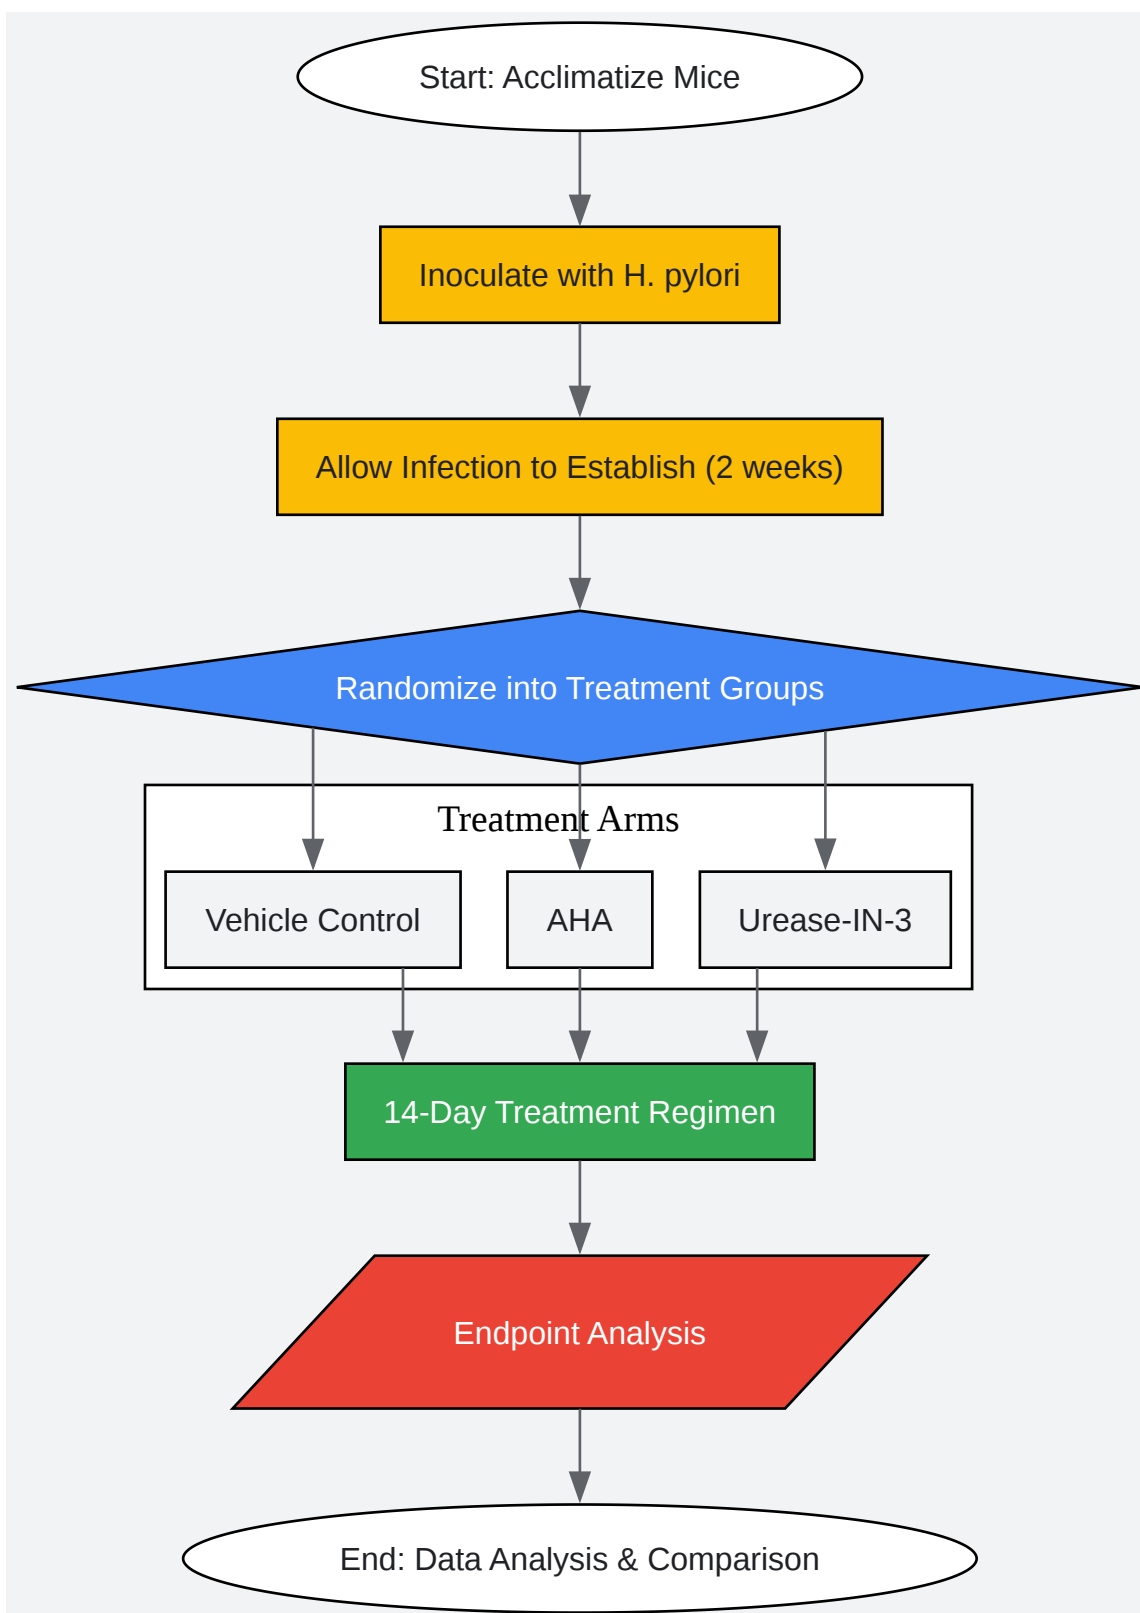 Start: Acclimatize Mice
Inoculate with H. pylori
Allow Infection to Establish (2 weeks)
Randomize into Treatment Groups
Treatment Arms
Vehicle Control
AHA
Urease-IN-3
14-Day Treatment Regimen
Endpoint Analysis
End: Data Analysis & Comparison